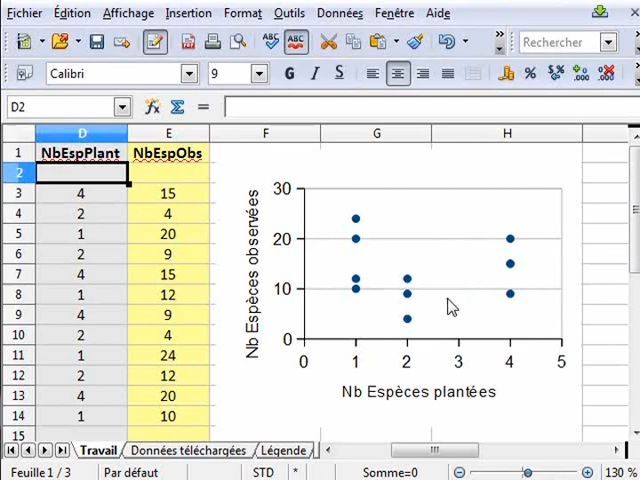 Fichier Édition Affichage Insertion Format Outils Données Fenêtre Aide
Rechercher
Calibri 9 G I S
D2
D E F G H
1 NbEspPlant NbEspObs
2
3 4 15
4 2 4
5 1 20
6 2 9
7 4 15
8 1 12
9 4 9
10 2 4
11 1 24
12 2 12
13 4 20
14 1 10
15
Nb Espèces observées
30
20
10
0
0 1 2 3 4 5
Nb Espèces plantées
Travail Données téléchargées Légende
Feuille 1 / 3 Par défaut STD * Somme=0 130 %